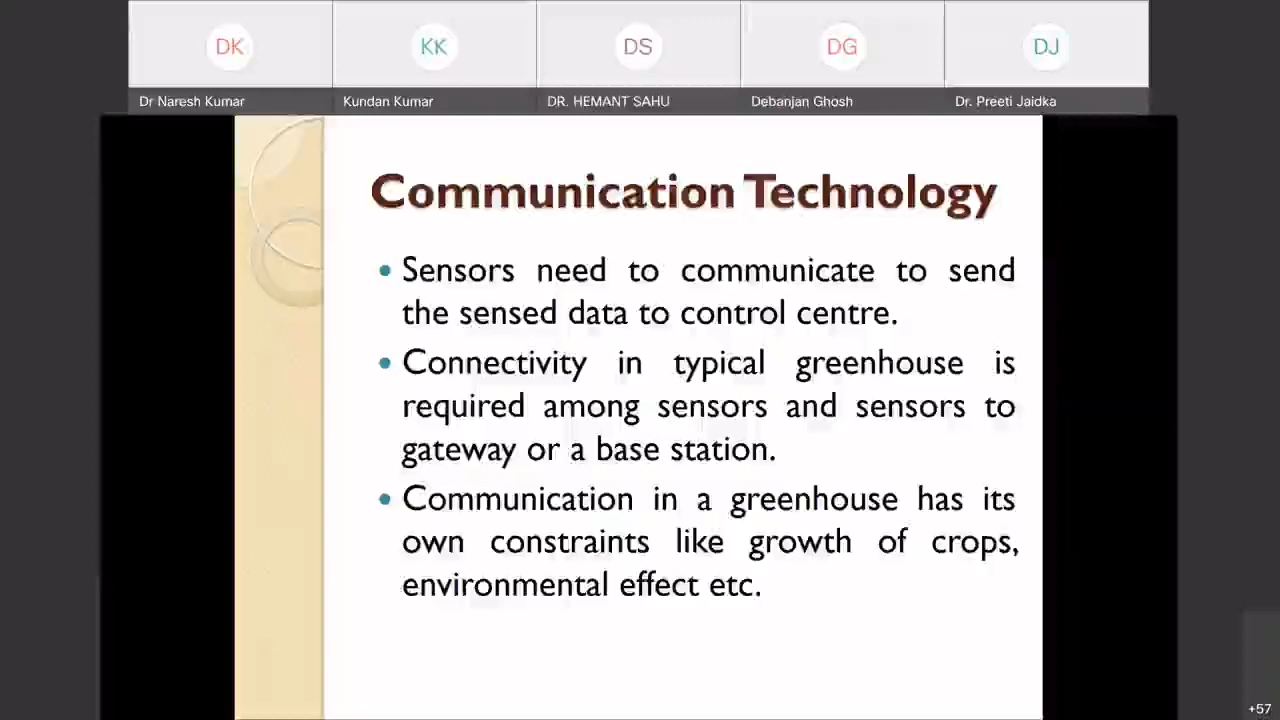 DK
KK
DS
DG
DJ
Dr Naresh Kumar
Kundan Kumar
DR. HEMANT SAHU
Debanjan Ghosh
Dr. Preeti Jaidka
Communication Technology
• Sensors need to communicate to send
the sensed data to control centre.
• Connectivity in typical greenhouse is
required among sensors and sensors to
gateway or a base station.
• Communication in a greenhouse has its
own constraints like growth of crops,
environmental effect etc.
+57